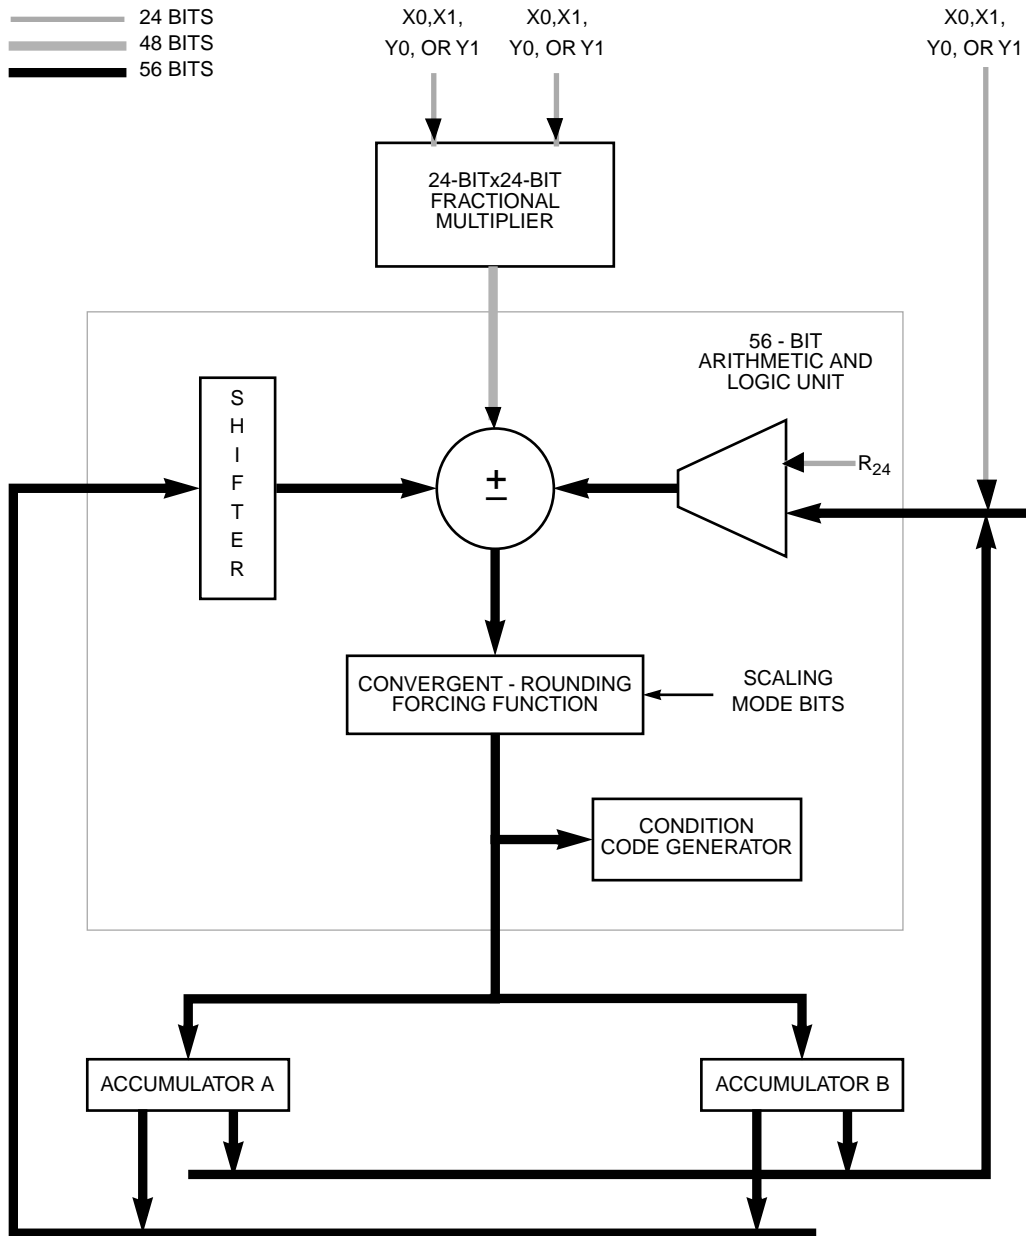 24 BITS
48 BITS
56 BITS
X0,X1,
Y0, OR Y1
X0,X1,
Y0, OR Y1
X0,X1,
Y0, OR Y1
24-BITx24-BIT
FRACTIONAL
MULTIPLIER
56 - BIT
ARITHMETIC AND
LOGIC UNIT
S
H
I
F
T
E
R
±
R24
CONVERGENT - ROUNDING
FORCING FUNCTION
SCALING
MODE BITS
CONDITION
CODE GENERATOR
ACCUMULATOR A
ACCUMULATOR B